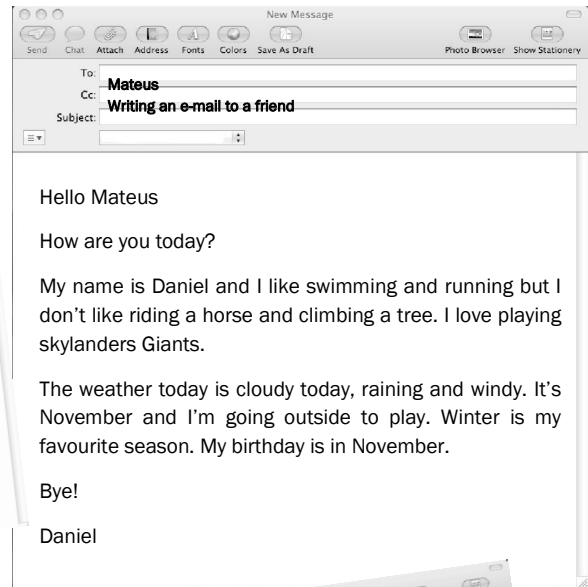 New Message
Send Chat Attach Address Fonts Colors Save As Draft Photo Browser Show Stationery
To:
Mateus
Cc:
Writing an e-mail to a friend
Subject:
Hello Mateus
How are you today?
My name is Daniel and I like swimming and running but I
don't like riding a horse and climbing a tree. I love playing
skylanders Giants.
The weather today is cloudy today, raining and windy. It's
November and I'm going outside to play. Winter is my
favourite season. My birthday is in November.
Bye!
Daniel